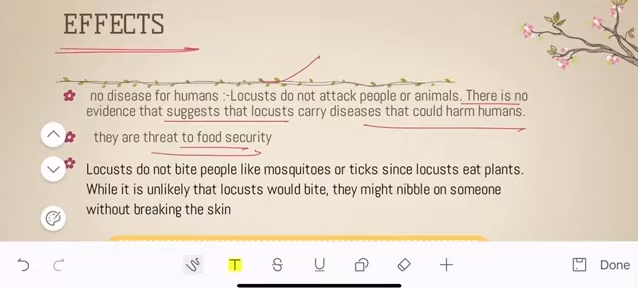 EFFECTS
no disease for humans :-Locusts do not attack people or animals. There is no
evidence that suggests that locusts carry diseases that could harm humans.
they are threat to food security
Locusts do not bite people like mosquitoes or ticks since locusts eat plants.
While it is unlikely that locusts would bite, they might nibble on someone
without breaking the skin
T S U Done